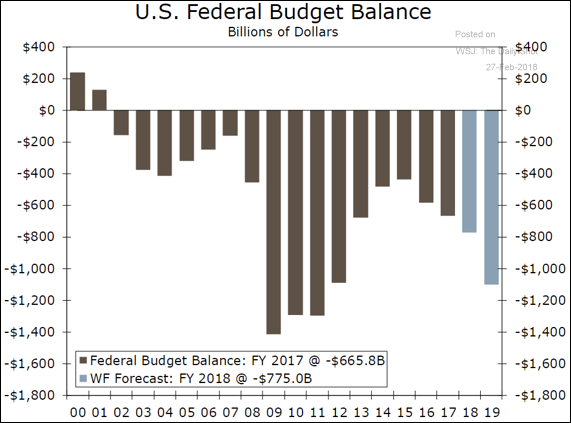 U.S. Federal Budget Balance
Billions of Dollars
Posted on
WSJ: The Daily Shot
27-Feb-2018
$400 $400
$200 $200
$0 $0
-$200 -$200
-$400 -$400
-$600 -$600
-$800 -$800
-$1,000 -$1,000
-$1,200 -$1,200
-$1,400 -$1,400
-$1,600 -$1,600
-$1,800 -$1,800
Federal Budget Balance: FY 2017 @ -$665.8B
WF Forecast: FY 2018 @ -$775.0B
00 01 02 03 04 05 06 07 08 09 10 11 12 13 14 15 16 17 18 19